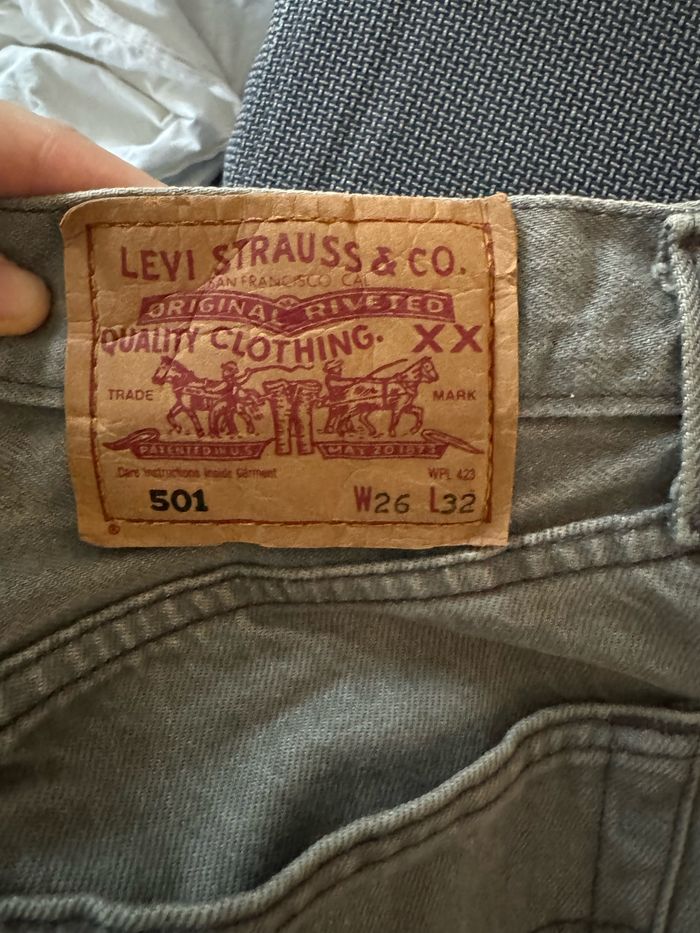 LEVI STRAUSS & CO.
SAN FRANCISCO CAL
ORIGINAL RIVETED
QUALITY CLOTHING. XX
TRADE MARK
PATENTED IN U.S. MAY 20 1873
Care Instructions Inside Garment WPL 423
501 W26 L32
®